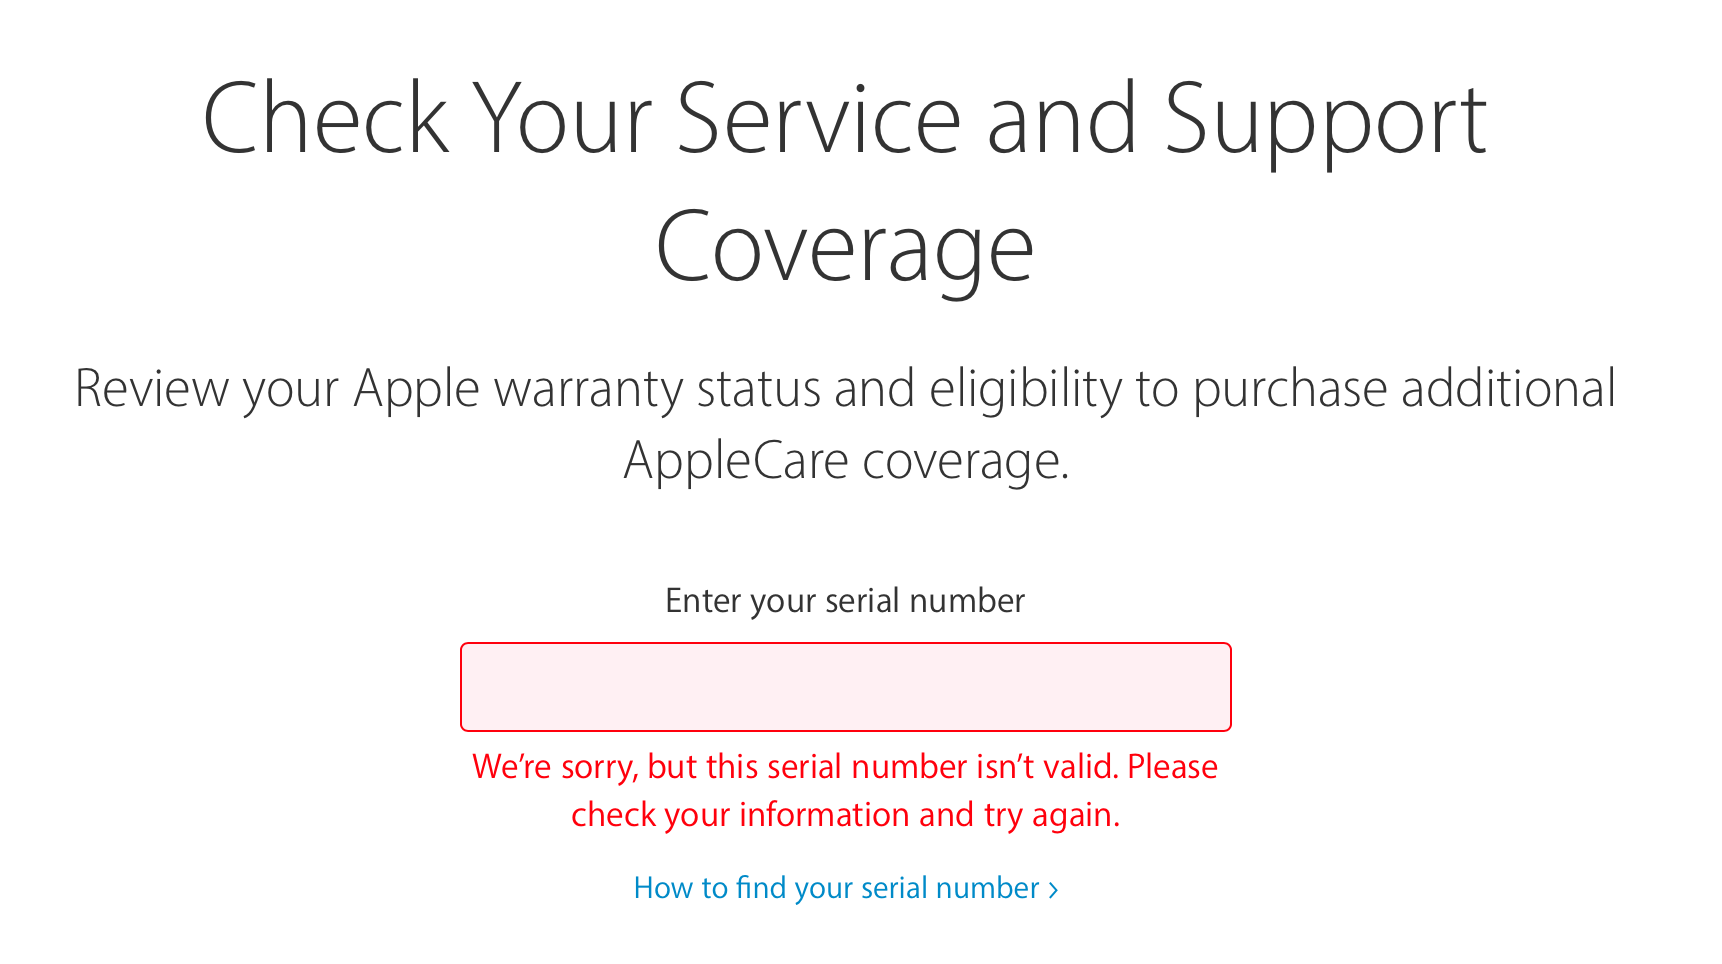 Check Your Service and Support
Coverage
Review your Apple warranty status and eligibility to purchase additional
AppleCare coverage.
Enter your serial number
We’re sorry, but this serial number isn’t valid. Please
check your information and try again.
How to find your serial number ›